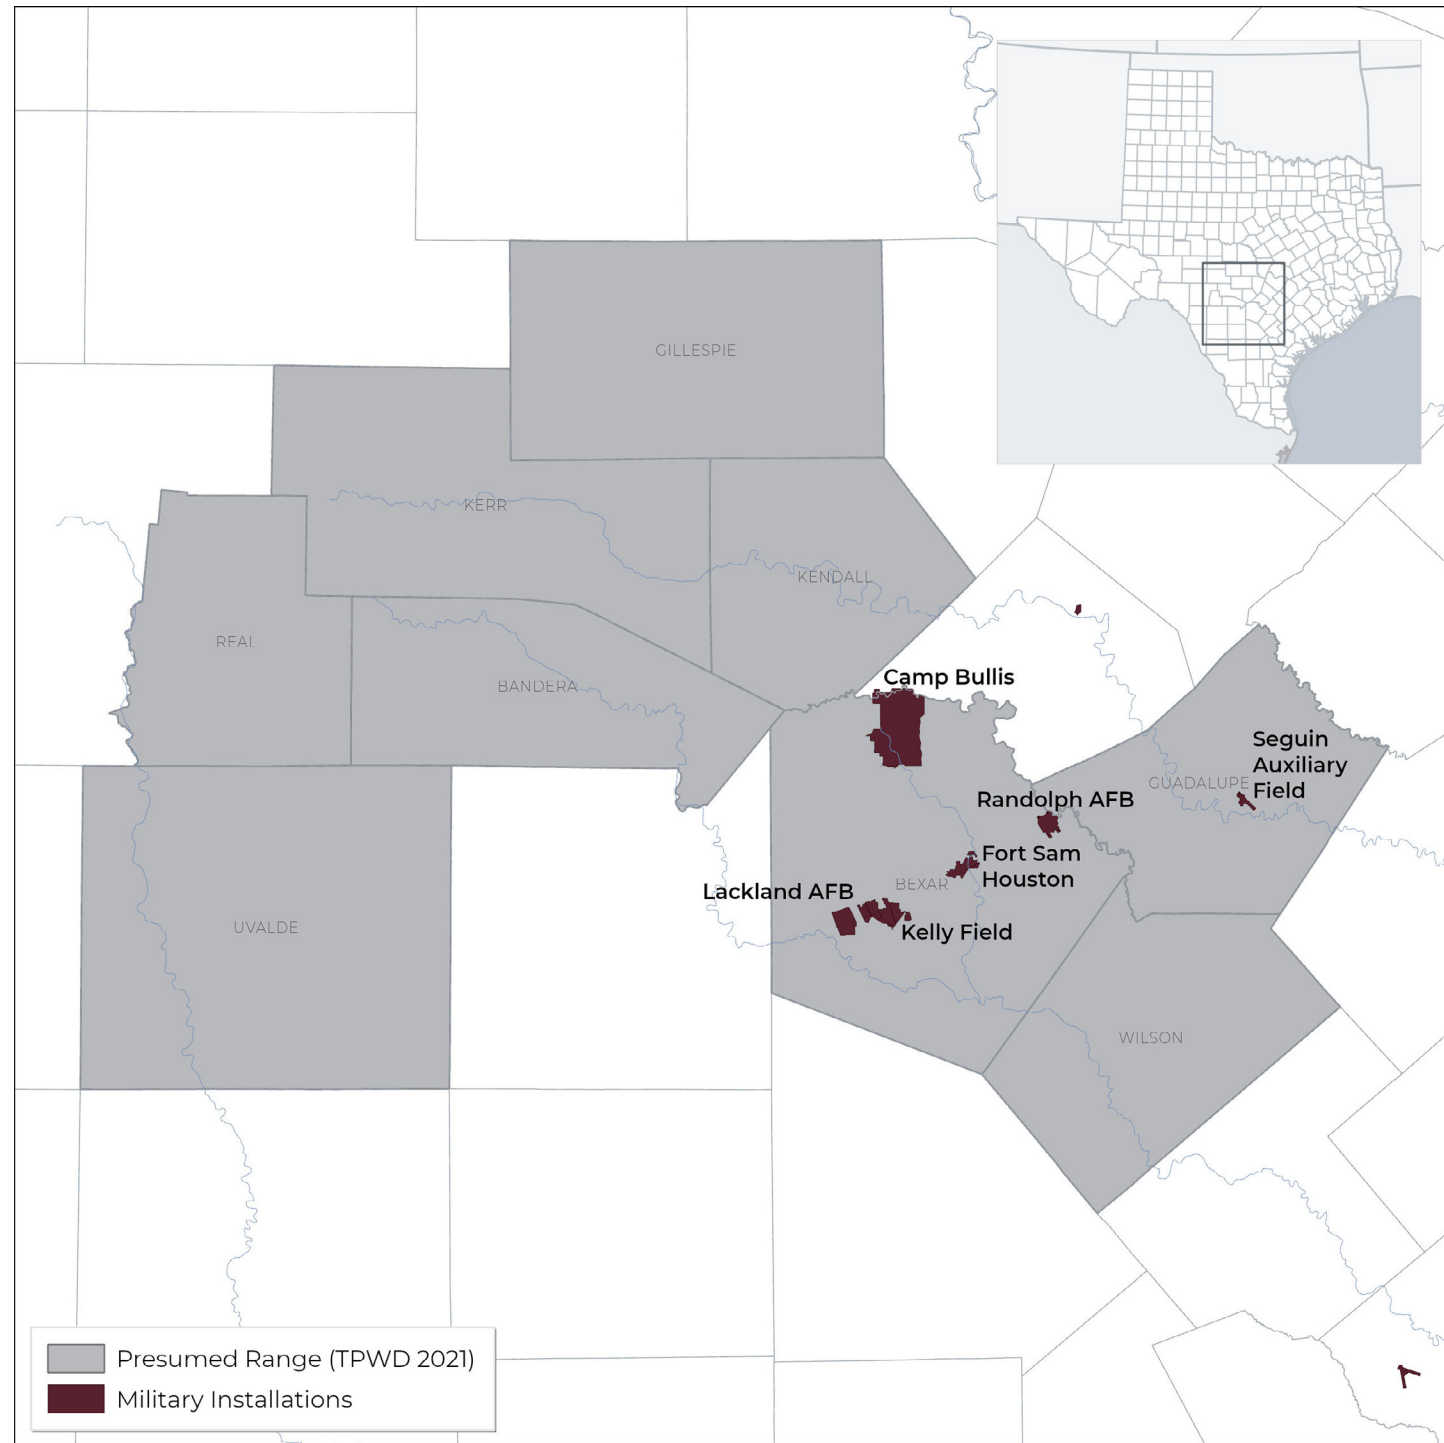 GILLESPIE
KERR
KENDALL
REAL
BANDERA
Camp Bullis
Seguin
Auxiliary
Field
GUADALUPE
Randolph AFB
Fort Sam
Houston
BEXAR
Lackland AFB
Kelly Field
UVALDE
WILSON
Presumed Range (TPWD 2021)
Military Installations